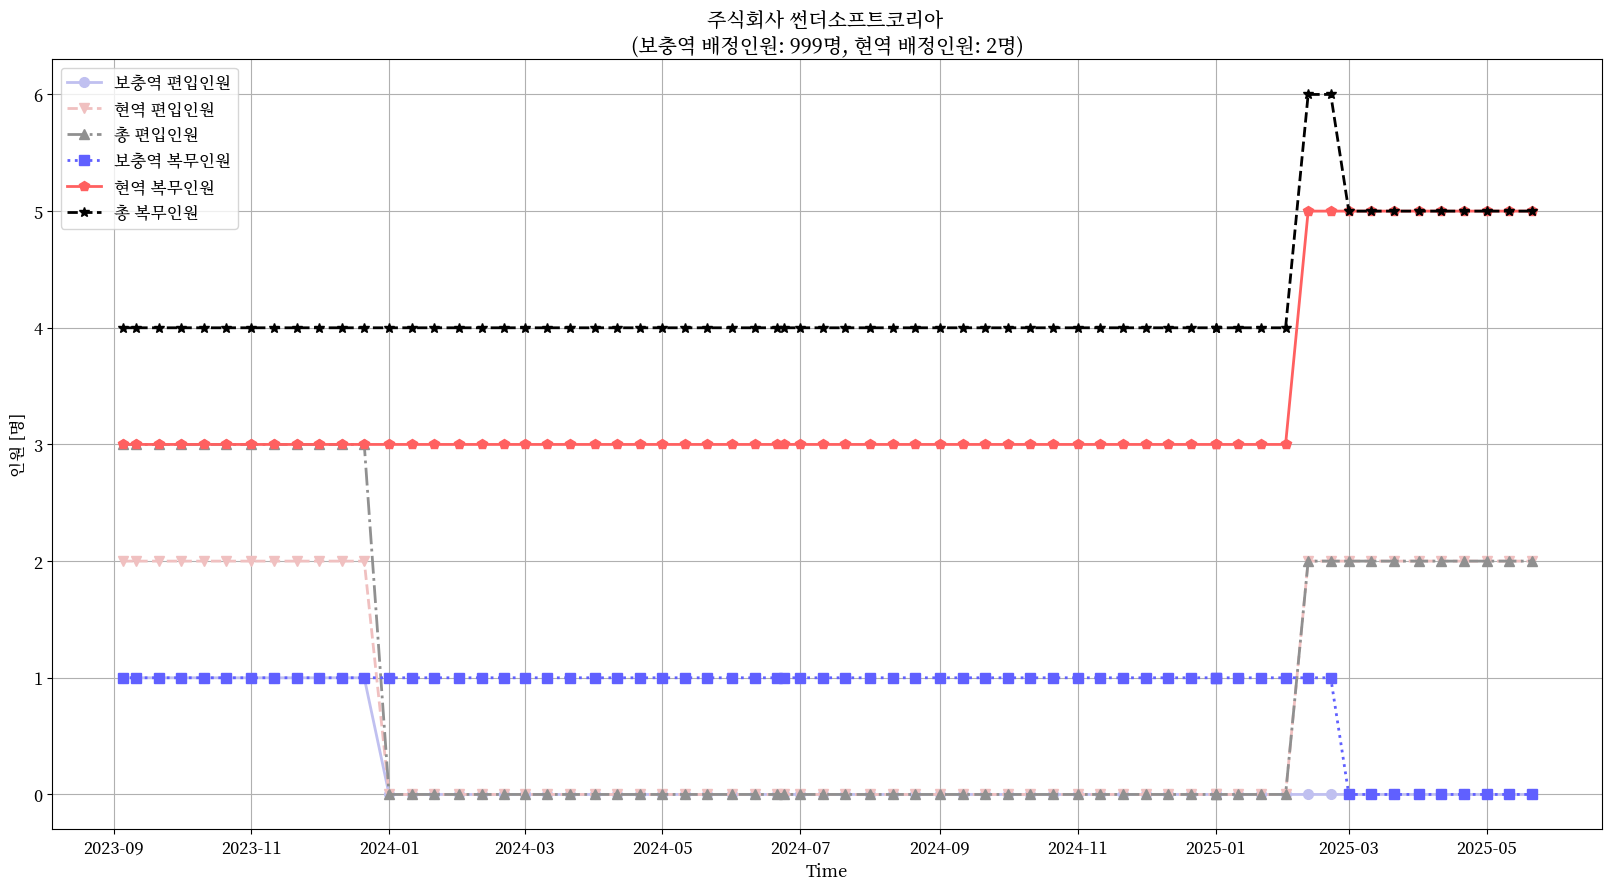 주식회사 썬더소프트코리아
(보충역 배정인원: 999명, 현역 배정인원: 2명)
보충역 편입인원
현역 편입인원
총 편입인원
보충역 복무인원
현역 복무인원
총 복무인원
인원 [명]
6
5
4
3
2
1
0
2023-09 2023-11 2024-01 2024-03 2024-05 2024-07 2024-09 2024-11 2025-01 2025-03 2025-05
Time